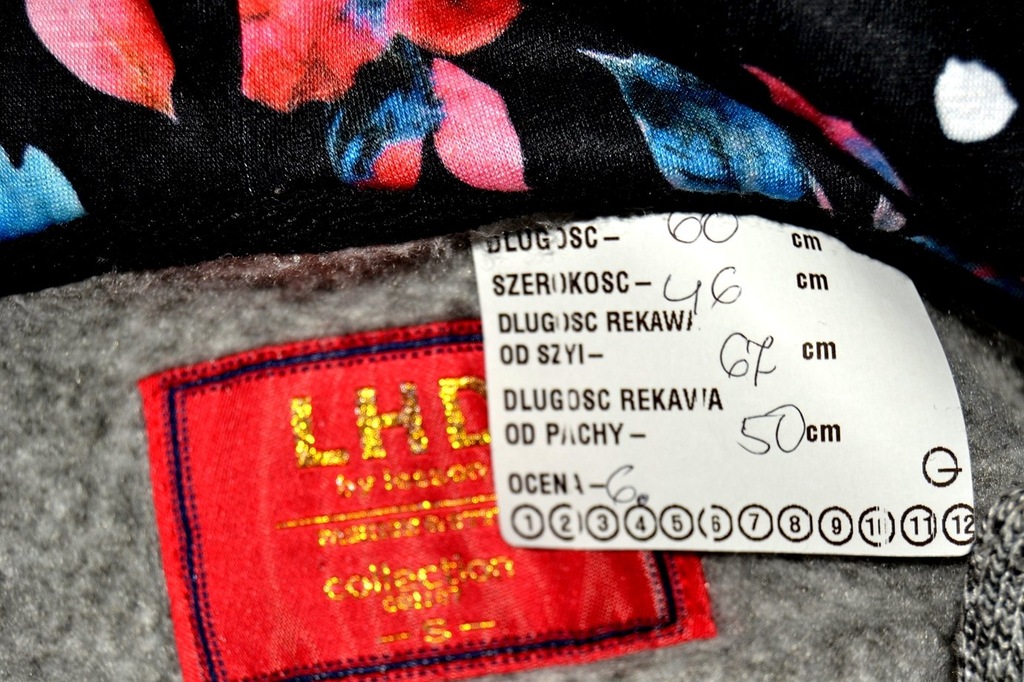 DLUGOSC- 60 cm
SZEROKOSC- 46 cm
DLUGOSC REKAWA
OD SZYI- 67 cm
DLUGOSC REKAWA
OD PACHY- 50 cm
OCENA- 6.
1 2 3 4 5 6 7 8 9 10 11 12
LHD
by
collection
- S -